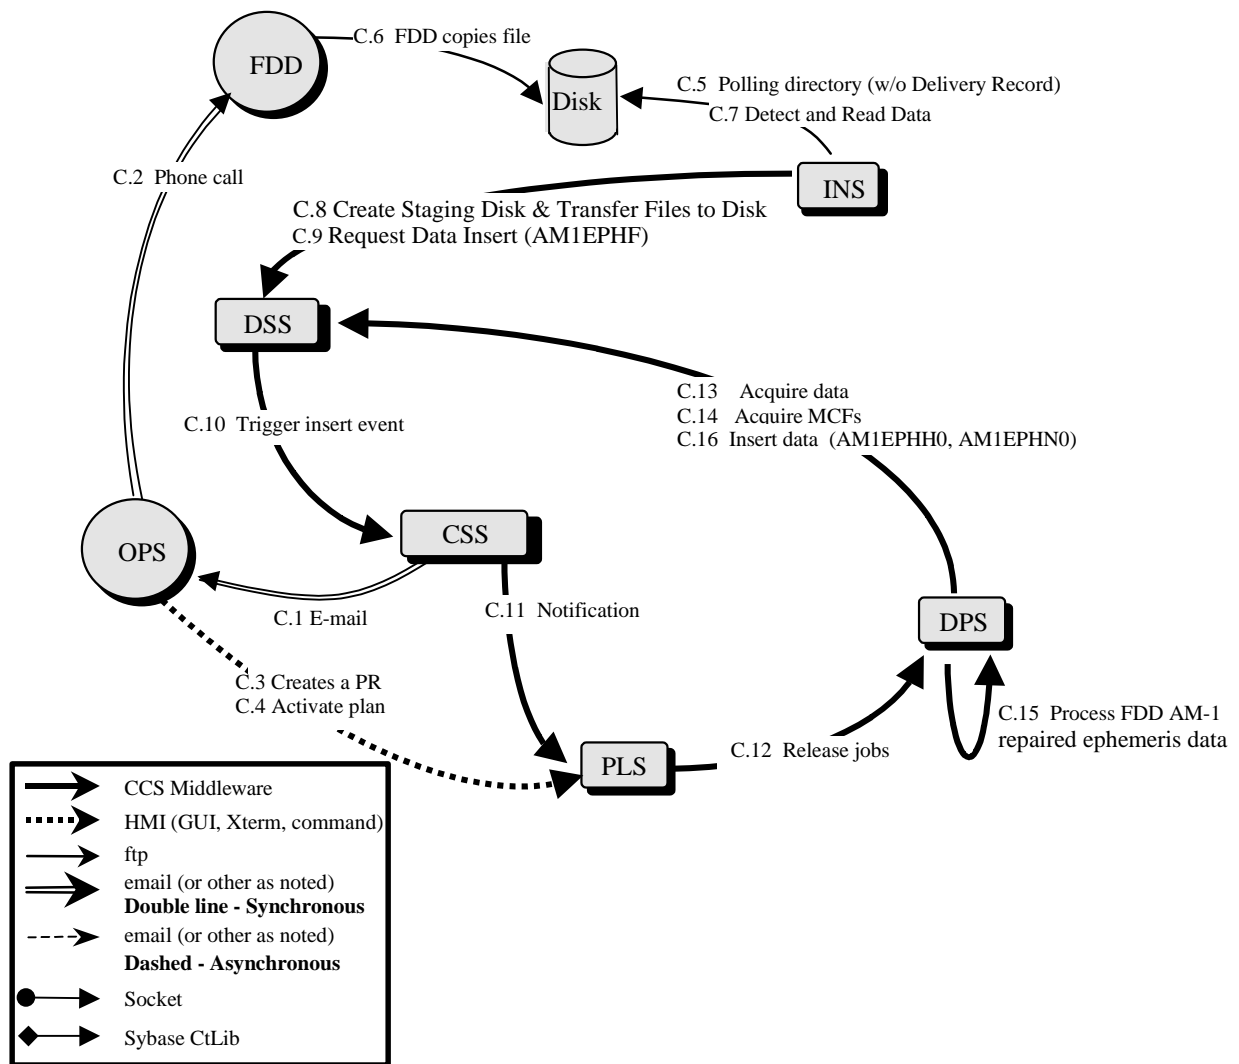 FDD
C.6 FDD copies file
Disk
C.5 Polling directory (w/o Delivery Record)
C.7 Detect and Read Data
C.2 Phone call
INS
C.8 Create Staging Disk & Transfer Files to Disk
C.9 Request Data Insert (AM1EPHF)
DSS
C.13 Acquire data
C.14 Acquire MCFs
C.16 Insert data (AM1EPHH0, AM1EPHN0)
C.10 Trigger insert event
CSS
OPS
C.1 E-mail
C.11 Notification
DPS
C.3 Creates a PR
C.4 Activate plan
C.15 Process FDD AM-1
repaired ephemeris data
C.12 Release jobs
PLS
CCS Middleware
HMI (GUI, Xterm, command)
ftp
email (or other as noted)
Double line - Synchronous
email (or other as noted)
Dashed - Asynchronous
Socket
Sybase CtLib